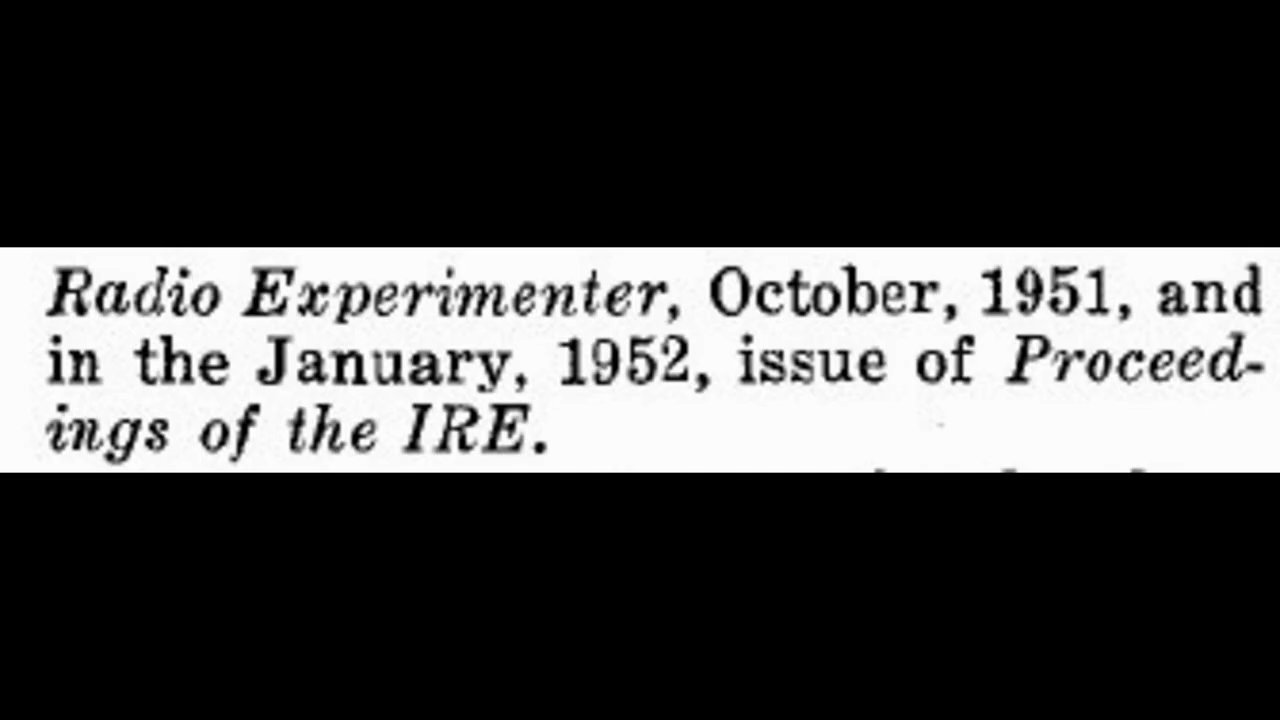 Radio Experimenter, October, 1951, and
in the January, 1952, issue of Proceed-
ings of the IRE.